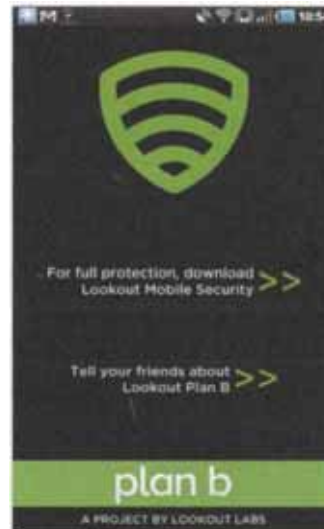 For full protection, download
Lookout Mobile Security >>
Tell your friends about
Lookout Plan B >>
plan b
A PROJECT BY LOOKOUT LABS